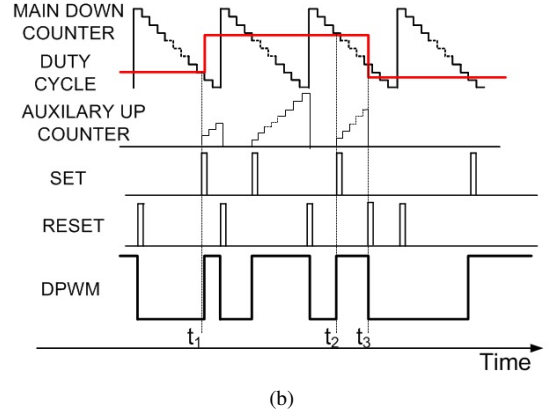 MAIN DOWN
COUNTER
DUTY
CYCLE
AUXILARY UP
COUNTER
SET
RESET
DPWM
t1 t2 t3
Time
(b)